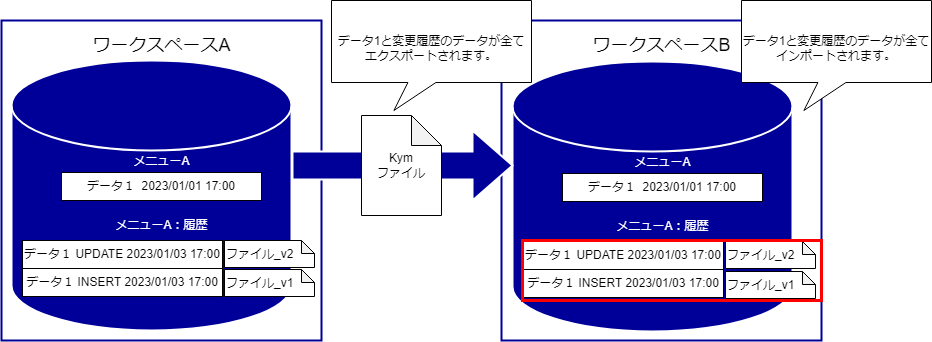 ワークスペースA
データ1と変更履歴のデータが全て
エクスポートされます。
ワークスペースB
データ1と変更履歴のデータが全て
インポートされます。
メニューA
データ１ 2023/01/01 17:00
メニューA：履歴
データ１ UPDATE 2023/01/03 17:00
ファイル_v2
データ１ INSERT 2023/01/03 17:00
ファイル_v1
Kym
ファイル
メニューA
データ１ 2023/01/01 17:00
メニューA：履歴
データ１ UPDATE 2023/01/03 17:00
ファイル_v2
データ１ INSERT 2023/01/03 17:00
ファイル_v1